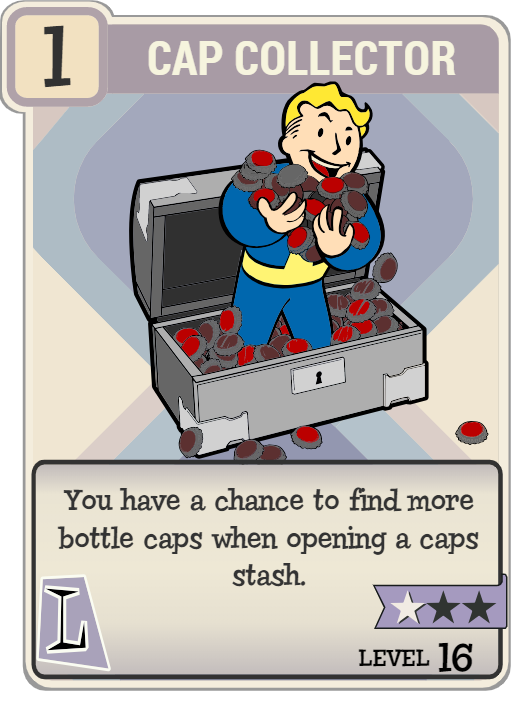 1
CAP COLLECTOR
You have a chance to find more
bottle caps when opening a caps
stash.
L
LEVEL 16